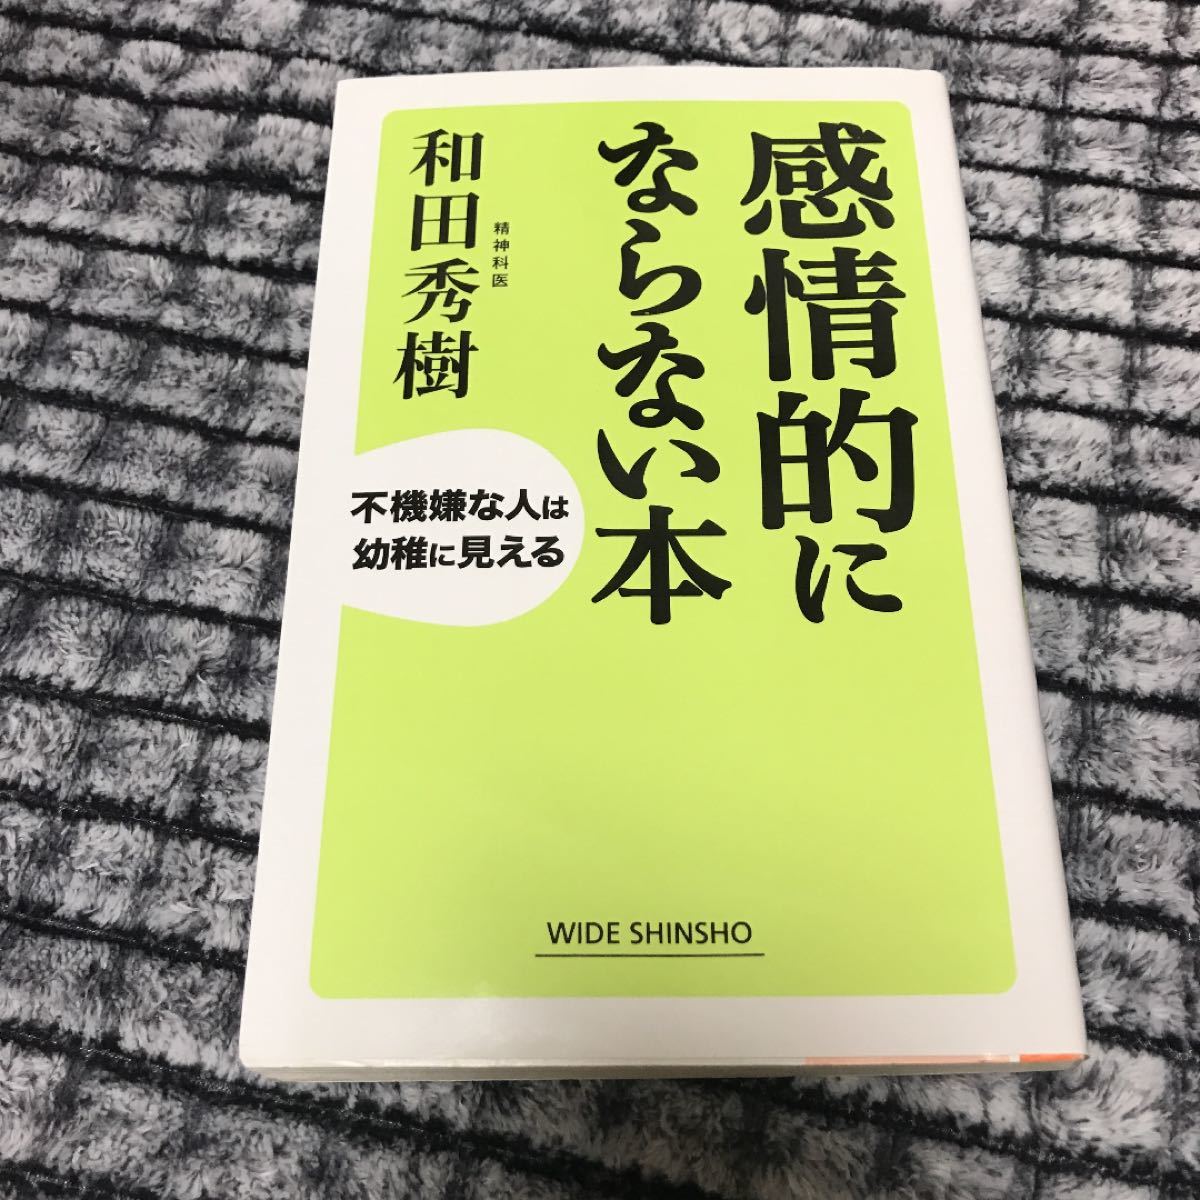 感情的に
ならない本
精神科医
和田秀樹
不機嫌な人は
幼稚に見える
WIDE SHINSHO